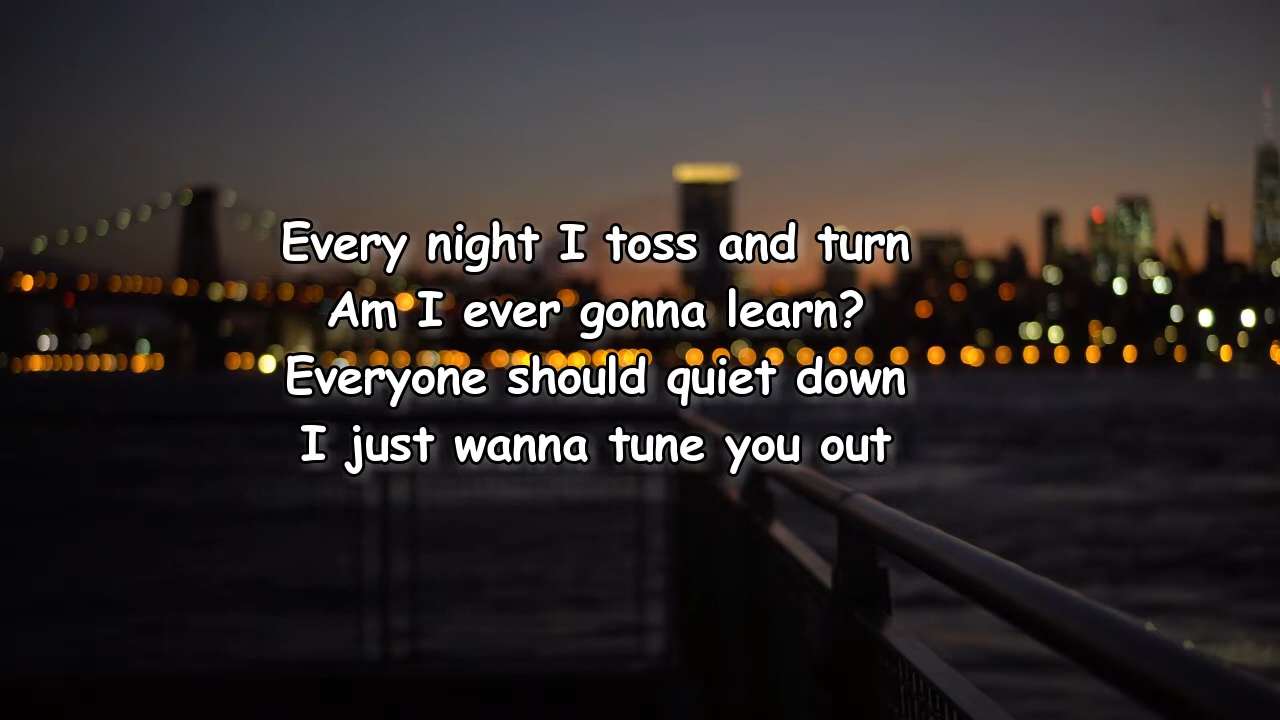 Every night I toss and turn
Am I ever gonna learn?
Everyone should quiet down
I just wanna tune you out